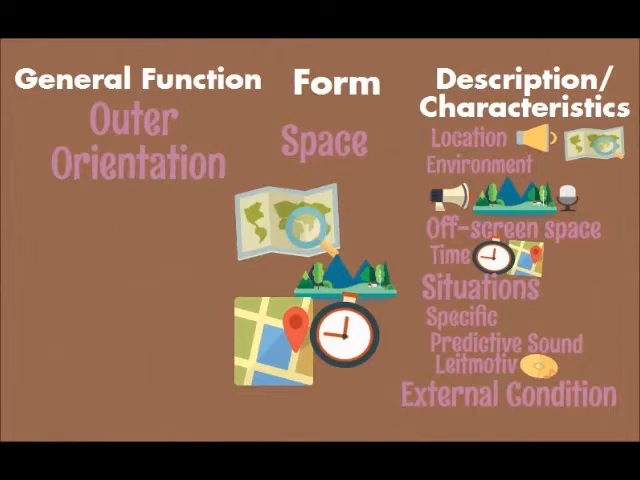 General Function
Form
Description/
Characteristics
Outer
Orientation
Space
Location
Environment
Off-screen space
Time
Situations
Specific
Predictive Sound
Leitmotiv
External Condition